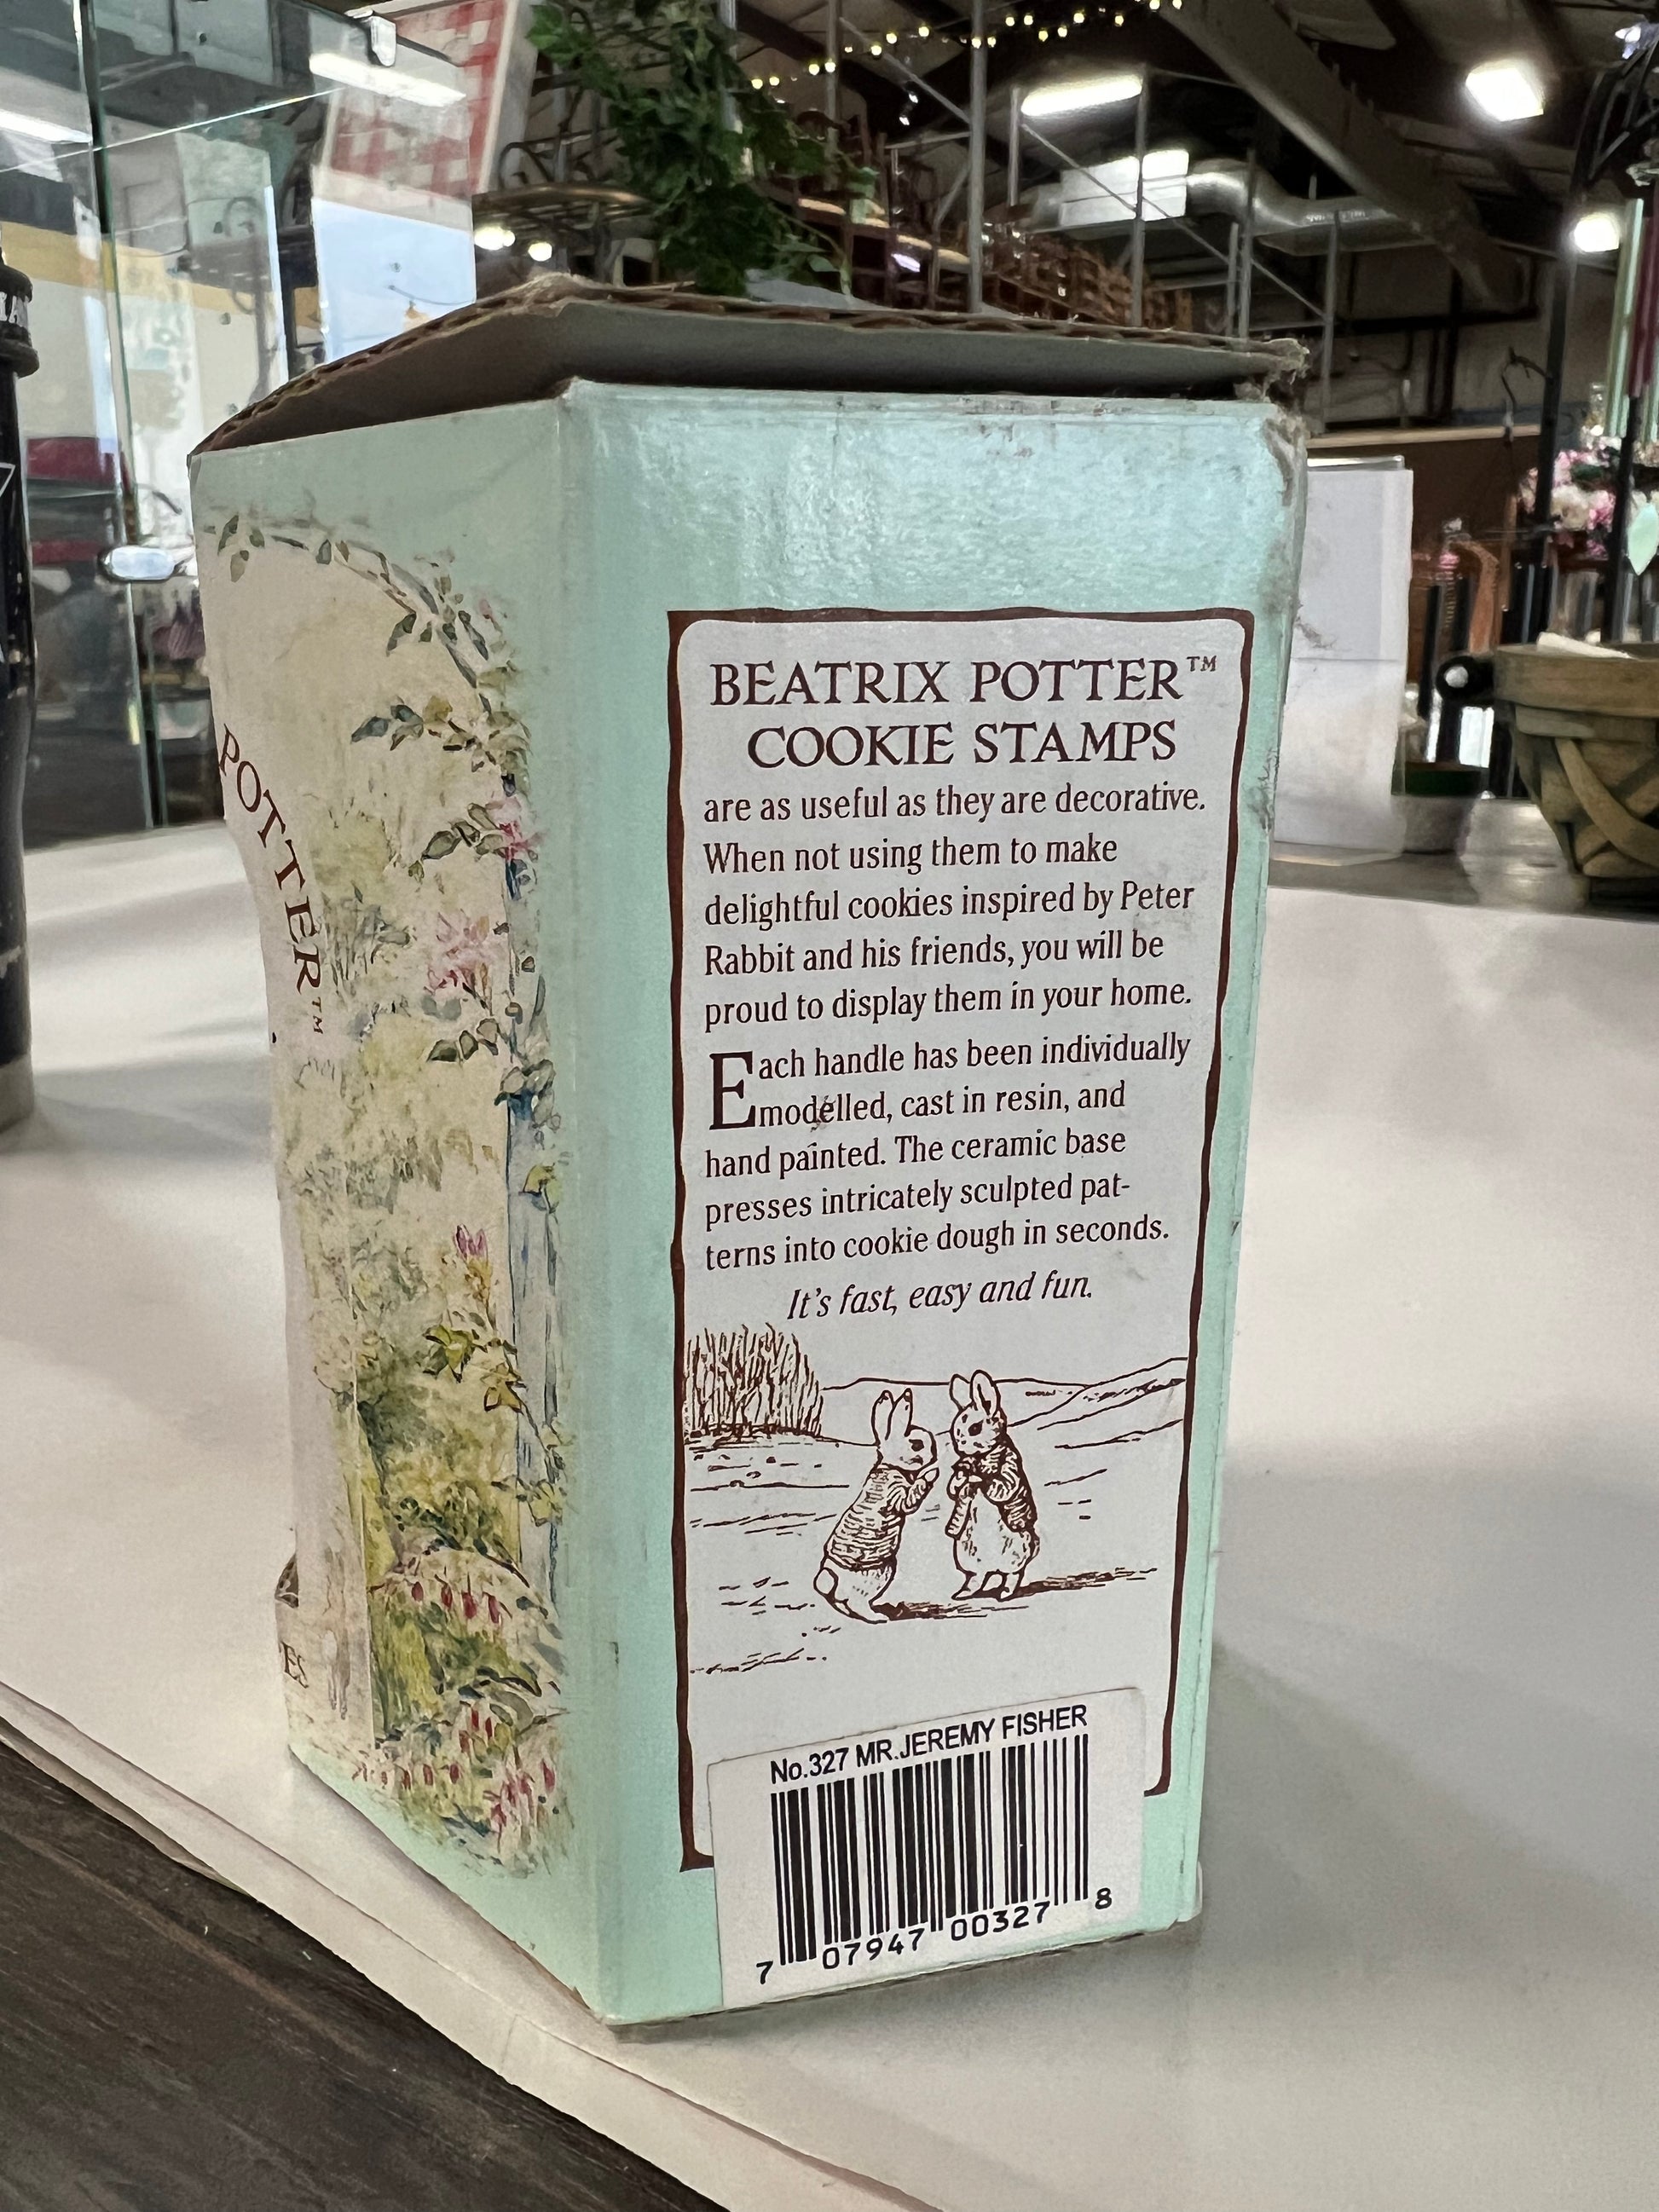 POTTER™
ES
BEATRIX POTTER™
COOKIE STAMPS
are as useful as they are decorative.
When not using them to make
delightful cookies inspired by Peter
Rabbit and his friends, you will be
proud to display them in your home.
Each handle has been individually
modelled, cast in resin, and
hand painted. The ceramic base
presses intricately sculpted pat-
terns into cookie dough in seconds.
It's fast, easy and fun.
No.327 MR.JEREMY FISHER
7 07947 00327 8